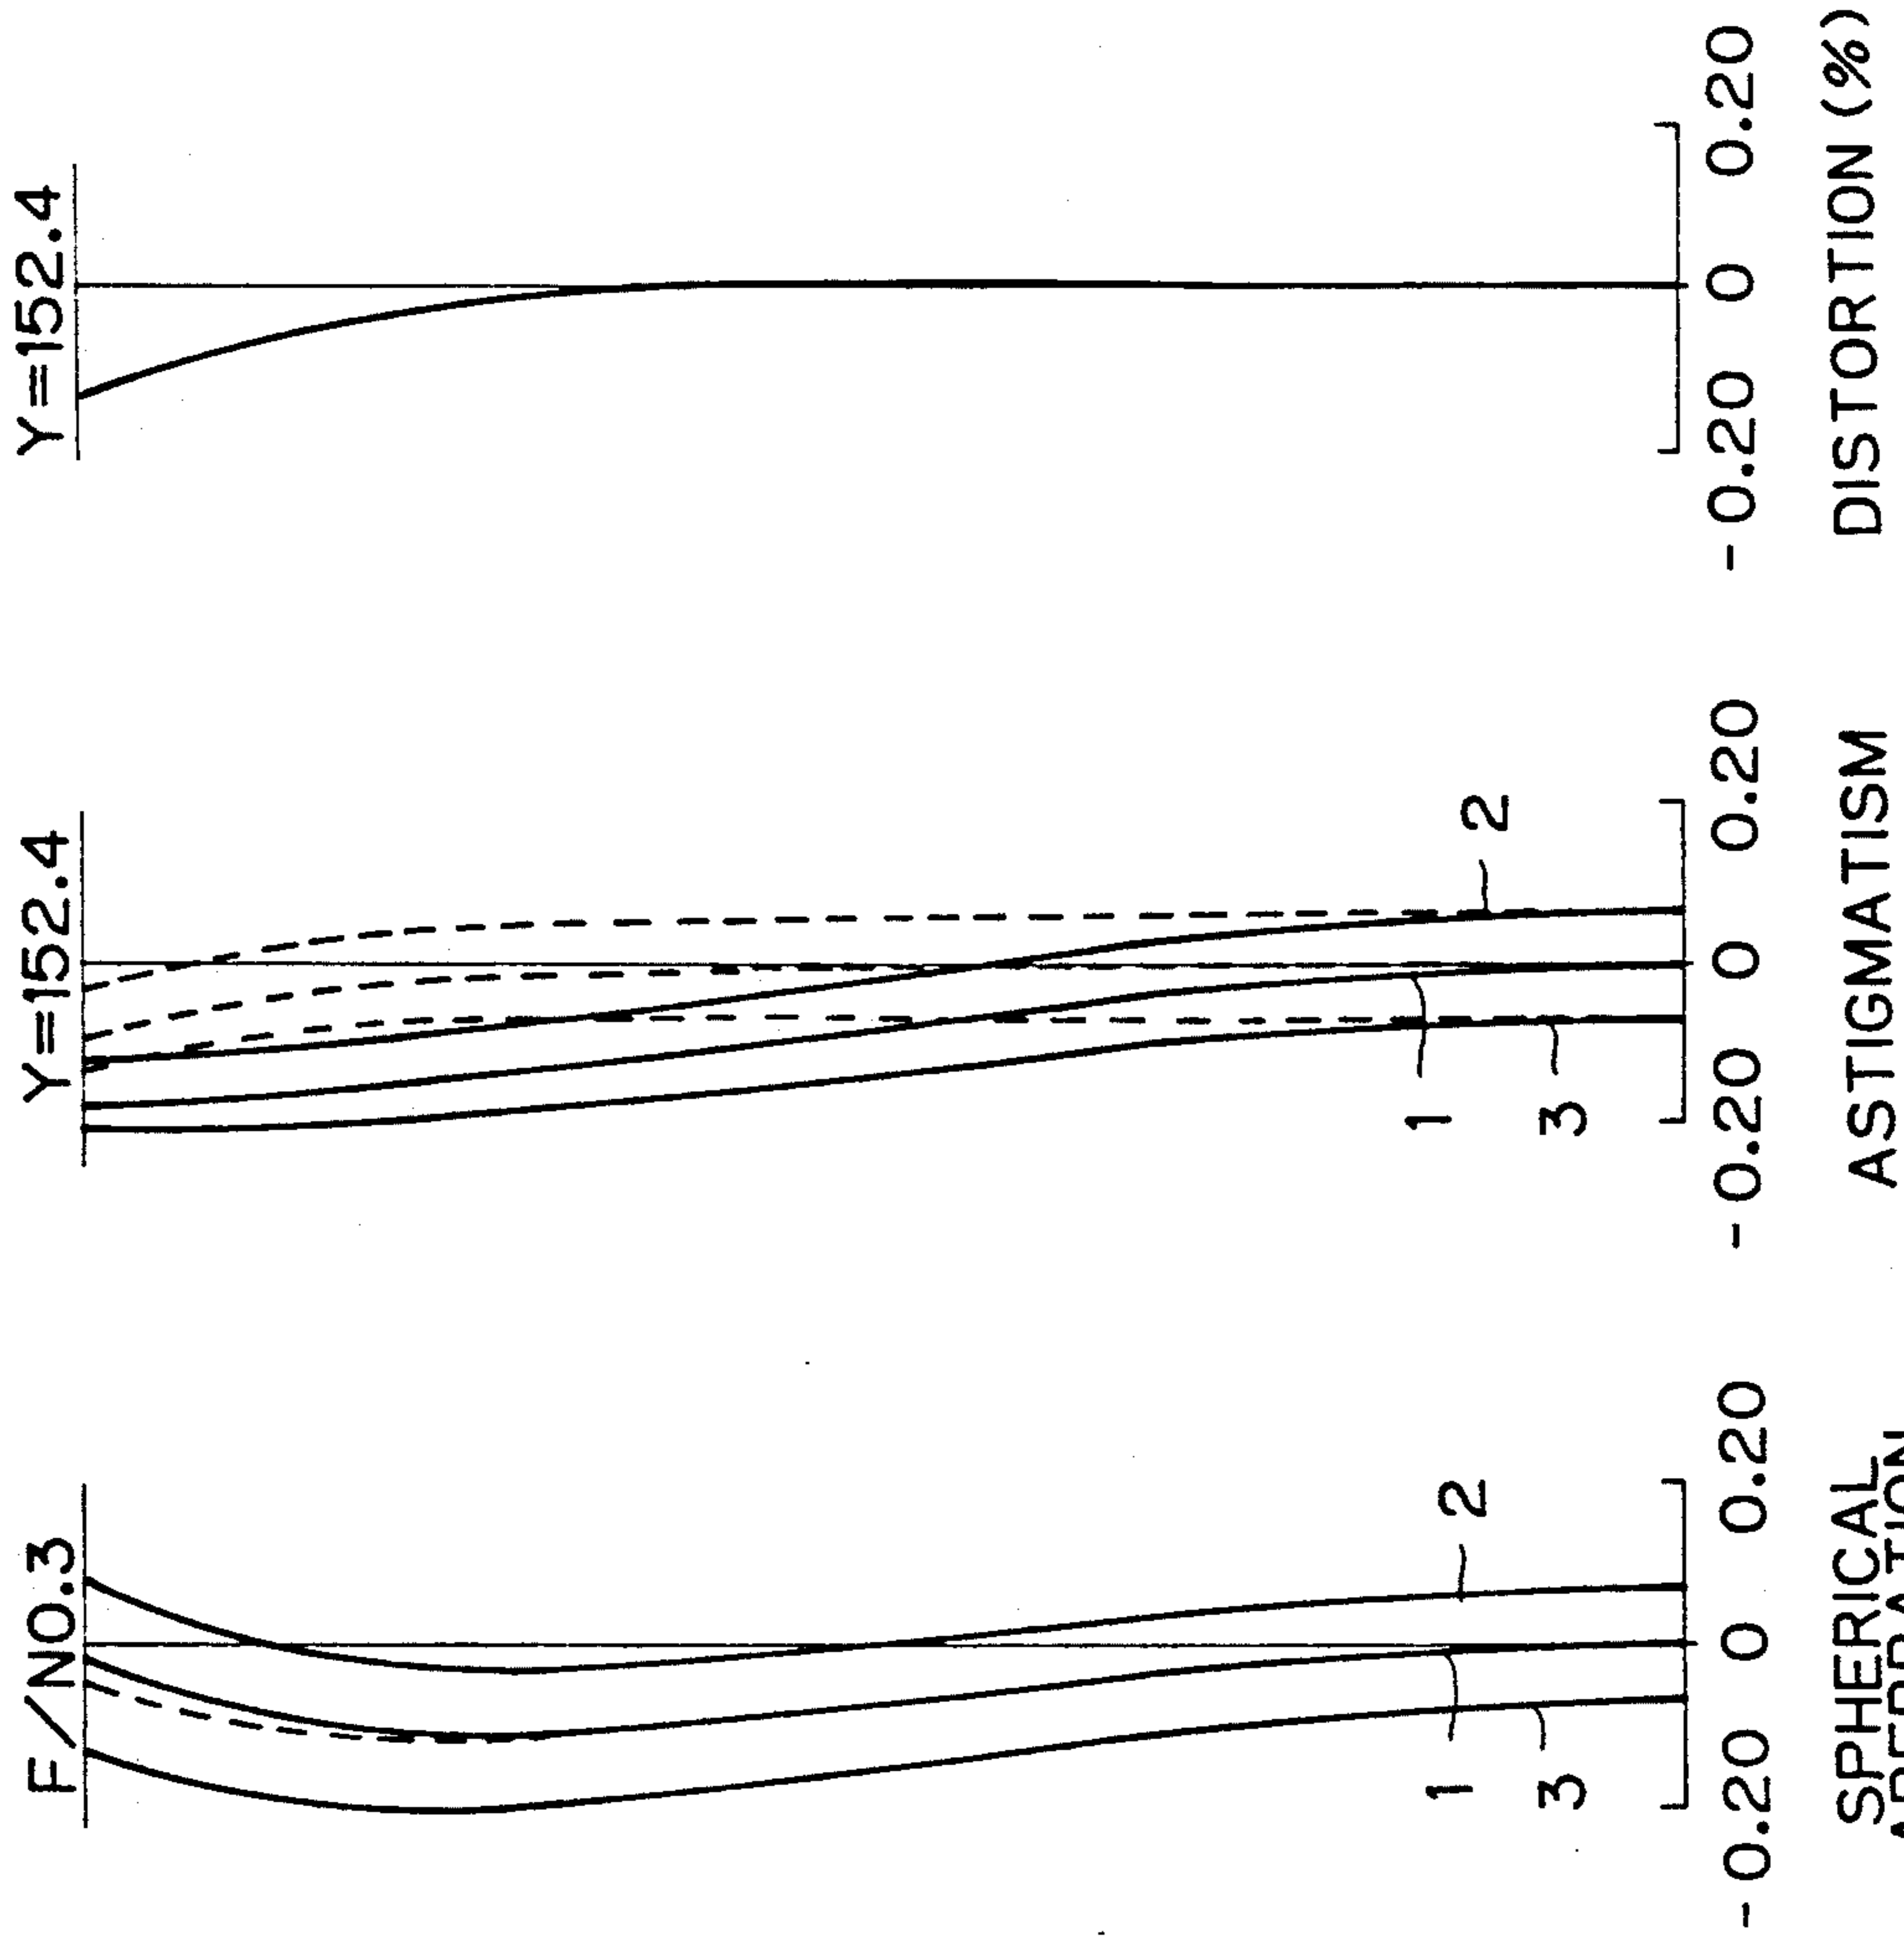 F/NO.3
Y=152.4
Y=152.4
1
2
3
1
2
3
-0.20 0 0.20
-0.20 0 0.20
-0.20 0 0.20
SPHERICAL
ABERRATION
ASTIGMATISM
DISTORTION (%)